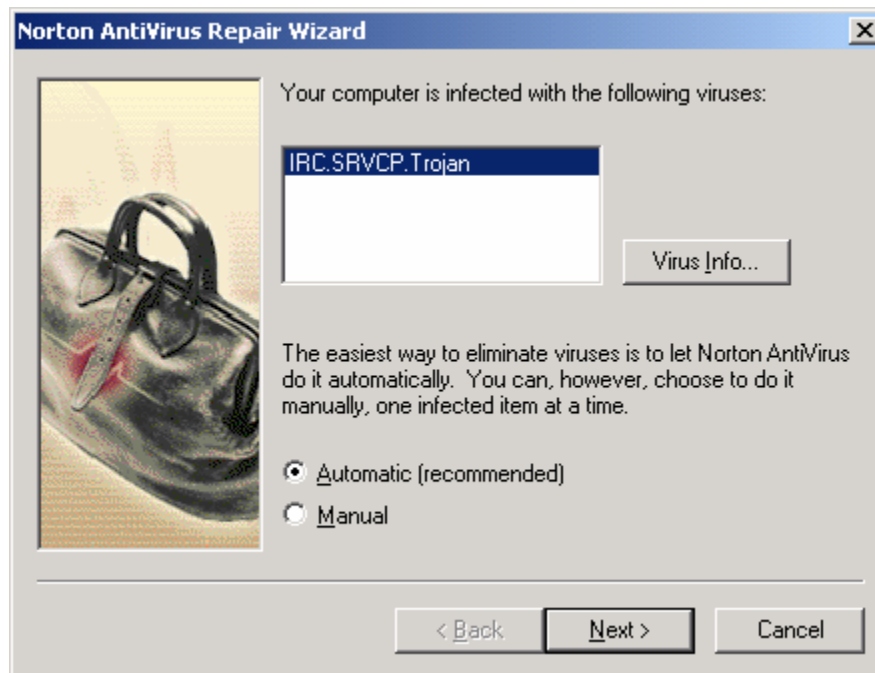 Norton AntiVirus Repair Wizard
Your computer is infected with the following viruses:
IRC.SRVCP.Trojan
Virus Info...
The easiest way to eliminate viruses is to let Norton AntiVirus
do it automatically.  You can, however, choose to do it
manually, one infected item at a time.
Automatic (recommended)
Manual
< Back
Next >
Cancel